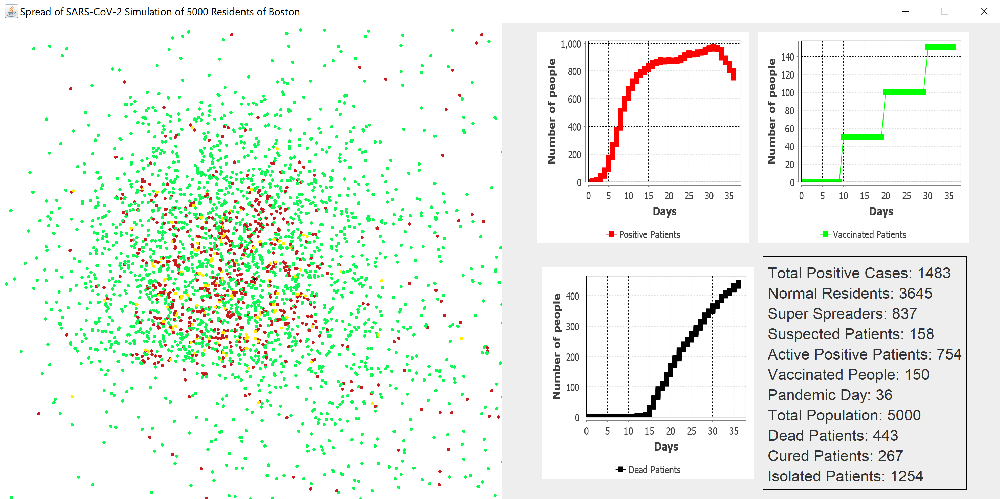 Spread of SARS-CoV-2 Simulation of 5000 Residents of Boston
Number of people
1,000
800
600
400
200
0
0 5 10 15 20 25 30 35
Days
Positive Patients
Number of people
140
120
100
80
60
40
20
0
0 5 10 15 20 25 30 35
Days
Vaccinated Patients
Number of people
400
300
200
100
0
0 5 10 15 20 25 30 35
Days
Dead Patients
Total Positive Cases: 1483
Normal Residents: 3645
Super Spreaders: 837
Suspected Patients: 158
Active Positive Patients: 754
Vaccinated People: 150
Pandemic Day: 36
Total Population: 5000
Dead Patients: 443
Cured Patients: 267
Isolated Patients: 1254